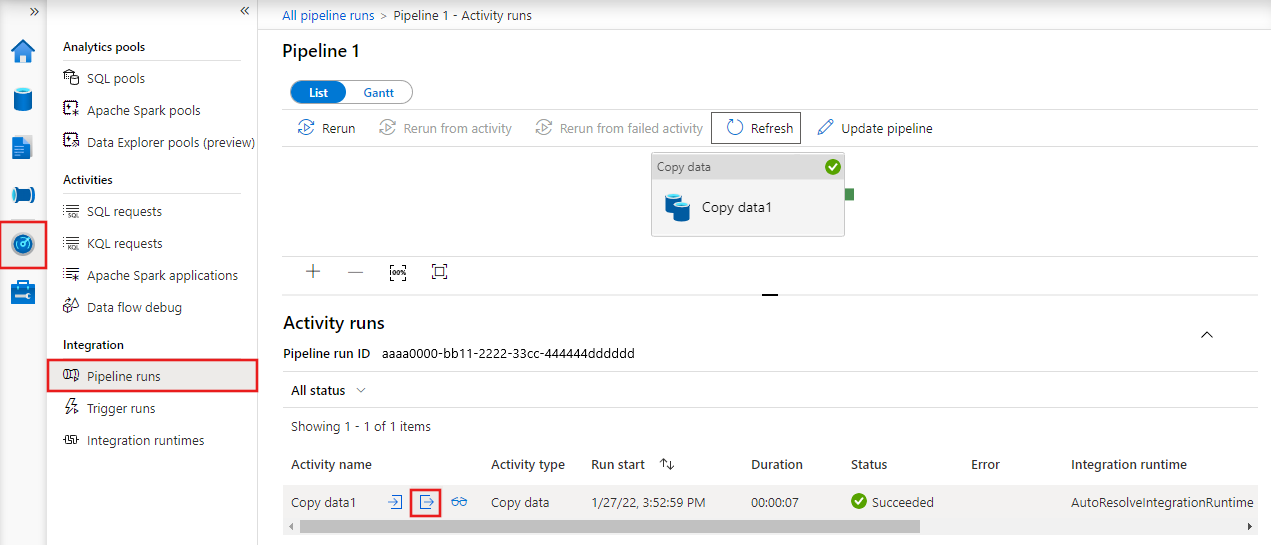 »
«
All pipeline runs > Pipeline 1 - Activity runs
Analytics pools
SQL pools
Apache Spark pools
Data Explorer pools (preview)
Activities
SQL requests
KQL requests
Apache Spark applications
Data flow debug
Integration
Pipeline runs
Trigger runs
Integration runtimes
Pipeline 1
List Gantt
Rerun Rerun from activity Rerun from failed activity Refresh Update pipeline
Copy data
Copy data1
100%
Activity runs
Pipeline run ID aaaa0000-bb11-2222-33cc-444444dddddd
All status
Showing 1 - 1 of 1 items
Activity name Activity type Run start Duration Status Error Integration runtime
Copy data1 Copy data 1/27/22, 3:52:59 PM 00:00:07 Succeeded AutoResolveIntegrationRuntime